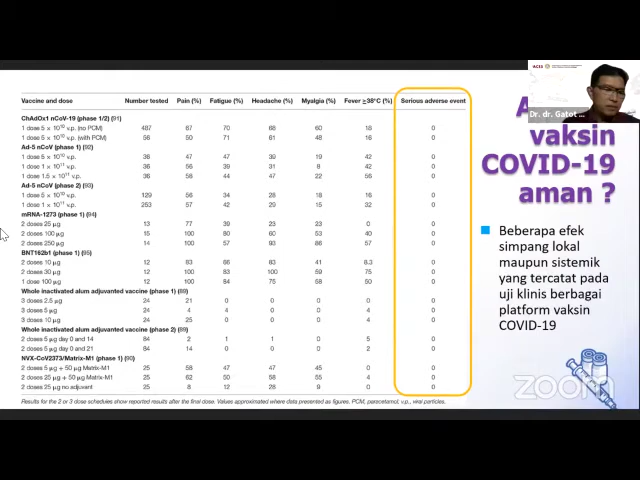 Vaccine and dose Number tested Pain (%) Fatigue (%) Headache (%) Myalgia (%) Fever ≥38°C (%) Serious adverse event
ChAdOx1 nCoV-19 (phase 1/2) (91)
1 dose 5 × 10¹⁰ v.p. (no PCM) 487 67 70 68 60 18 0
1 dose 5 × 10¹⁰ v.p. (with PCM) 56 50 71 61 48 16 0
Ad-5 nCoV (phase 1) (92)
1 dose 5 × 10¹⁰ v.p. 36 47 47 39 19 42 0
1 dose 1 × 10¹¹ v.p. 36 56 39 31 8 42 0
1 dose 1.5 × 10¹¹ v.p. 36 58 44 47 22 56 0
Ad-5 nCoV (phase 2) (93)
1 dose 5 × 10¹⁰ v.p. 129 56 34 28 18 16 0
1 dose 1 × 10¹¹ v.p. 253 57 42 29 15 32 0
mRNA-1273 (phase 1) (94)
2 doses 25 μg 13 77 39 23 23 0 0
2 doses 100 μg 15 100 80 60 53 40 0
2 doses 250 μg 14 100 57 93 86 57 0
BNT162b1 (phase 1) (95)
2 doses 10 μg 12 83 86 83 41 8.3 0
2 doses 30 μg 12 100 83 100 59 75 0
1 dose 100 μg 12 100 84 75 58 50 0
Whole inactivated alum adjuvanted vaccine (phase 1) (89)
3 doses 2.5 μg 24 21 0 0 0 0
3 doses 5 μg 24 4 4 0 4 0
3 doses 10 μg 24 25 0 0 4 0
Whole inactivated alum adjuvanted vaccine (phase 2) (89)
2 doses 5 μg day 0 and 14 84 2 1 1 5 0
2 doses 5 μg day 0 and 21 84 14 0 0 2 0
NVX-CoV2373/Matrix-M1 (phase 1) (90)
2 doses 5 μg + 50 μg Matrix-M1 25 58 47 47 45 0 0
2 doses 25 μg + 50 μg Matrix-M1 25 62 50 58 55 4 0
2 doses 25 μg no adjuvant 25 8 12 28 9 0 0
Results for the 2 or 3 dose schedules show reported results after the final dose. Values approximated where data presented as figures. PCM, paracetamol, v.p., viral particles.
ACES
Dr. dr. Gatot ...
vaksin
COVID-19
aman ?
Beberapa efek
simpang lokal
maupun sistemik
yang tercatat pada
uji klinis berbagai
platform vaksin
COVID-19
zoom